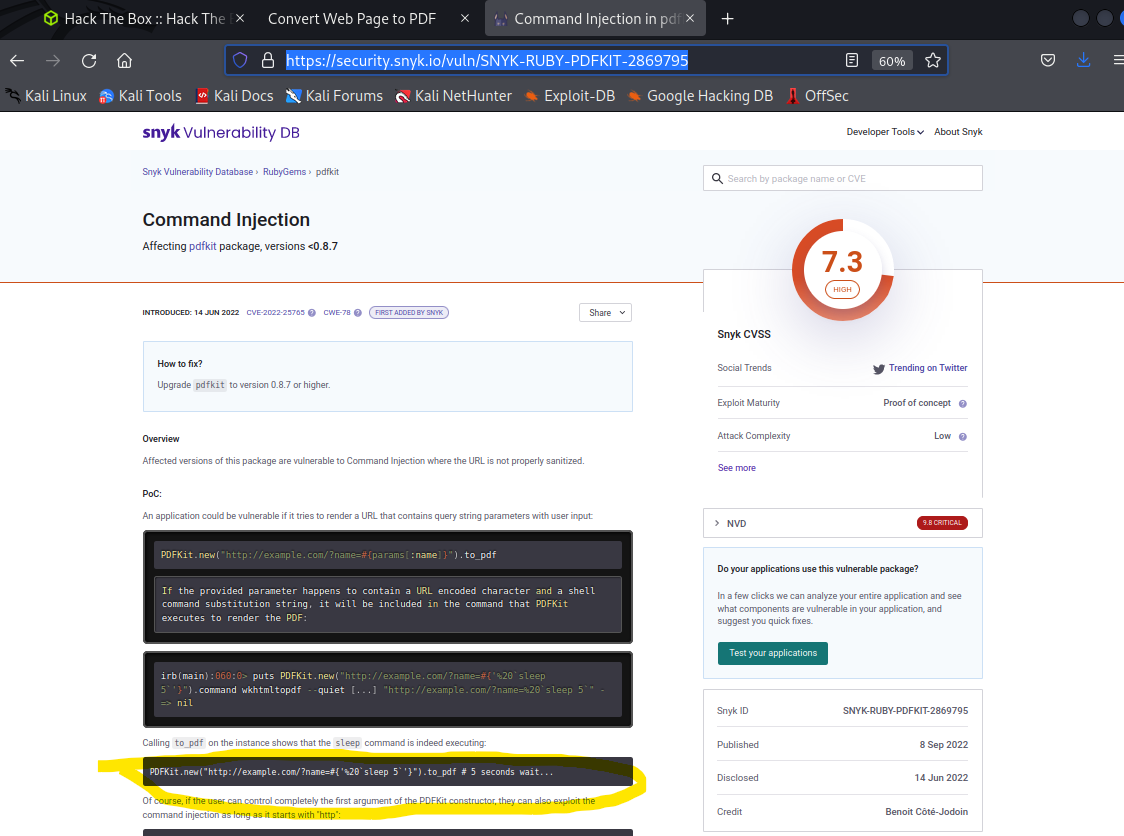 Hack The Box :: Hack The
Convert Web Page to PDF
Command Injection in pdf
https://security.snyk.io/vuln/SNYK-RUBY-PDFKIT-2869795
60%
Kali Linux
Kali Tools
Kali Docs
Kali Forums
Kali NetHunter
Exploit-DB
Google Hacking DB
OffSec
snyk Vulnerability DB
Developer Tools
About Snyk
Snyk Vulnerability Database › RubyGems › pdfkit
Search by package name or CVE
Command Injection
Affecting pdfkit package, versions <0.8.7
7.3
HIGH
INTRODUCED: 14 JUN 2022 CVE-2022-25765 ? CWE-78 ? FIRST ADDED BY SNYK
Share
How to fix?
Upgrade pdfkit to version 0.8.7 or higher.
Overview
Affected versions of this package are vulnerable to Command Injection where the URL is not properly sanitized.
PoC:
An application could be vulnerable if it tries to render a URL that contains query string parameters with user input:
PDFKit.new("http://example.com/?name=#{params[:name]}").to_pdf
If the provided parameter happens to contain a URL encoded character and a shell
command substitution string, it will be included in the command that PDFKit
executes to render the PDF:
irb(main):060:0> puts PDFKit.new("http://example.com/?name=#{'%20`sleep
5`'}").command wkhtmltopdf --quiet [...] "http://example.com/?name=%20`sleep 5`" -
=> nil
Calling to_pdf on the instance shows that the sleep command is indeed executing:
PDFKit.new("http://example.com/?name=#{'%20`sleep 5`'}").to_pdf # 5 seconds wait...
Of course, if the user can control completely the first argument of the PDFKit constructor, they can also exploit the
command injection as long as it starts with "http":
Snyk CVSS
Social Trends
Trending on Twitter
Exploit Maturity
Proof of concept ?
Attack Complexity
Low ?
See more
NVD
9.8 CRITICAL
Do your applications use this vulnerable package?
In a few clicks we can analyze your entire application and see
what components are vulnerable in your application, and
suggest you quick fixes.
Test your applications
Snyk ID
SNYK-RUBY-PDFKIT-2869795
Published
8 Sep 2022
Disclosed
14 Jun 2022
Credit
Benoit Côté-Jodoin